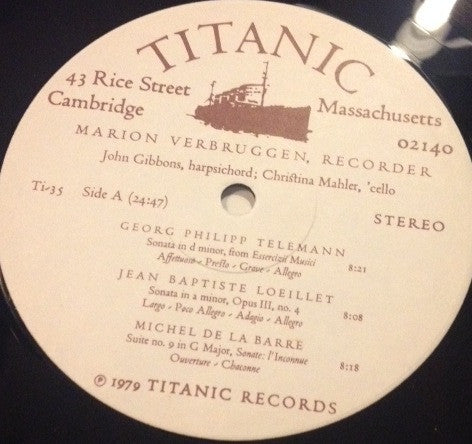 TITANIC
43 Rice Street
Cambridge
Massachusetts
02140
MARION VERBRUGGEN, RECORDER
John Gibbons, harpsichord; Christina Mahler, 'cello
Ti-35 Side A (24:47)
STEREO
GEORG PHILIPP TELEMANN
Sonata in d minor, from Essercizii Musici
Affettuoso - Presto - Grave - Allegro 8:21
JEAN BAPTISTE LOEILLET
Sonata in a minor, Opus III, no. 4
Largo - Poco Allegro - Adagio - Allegro 8:08
MICHEL DE LA BARRE
Suite no. 9 in G Major, Sonate: l'Inconnue
Ouverture - Chaconne 8:18
℗ 1979 TITANIC RECORDS